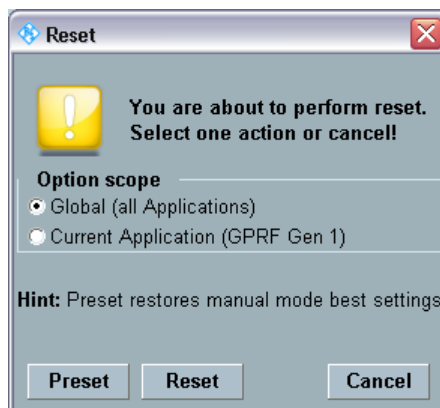 Reset
You are about to perform reset.
Select one action or cancel!
Option scope
Global (all Applications)
Current Application (GPRF Gen 1)
Hint: Preset restores manual mode best settings
Preset Reset Cancel